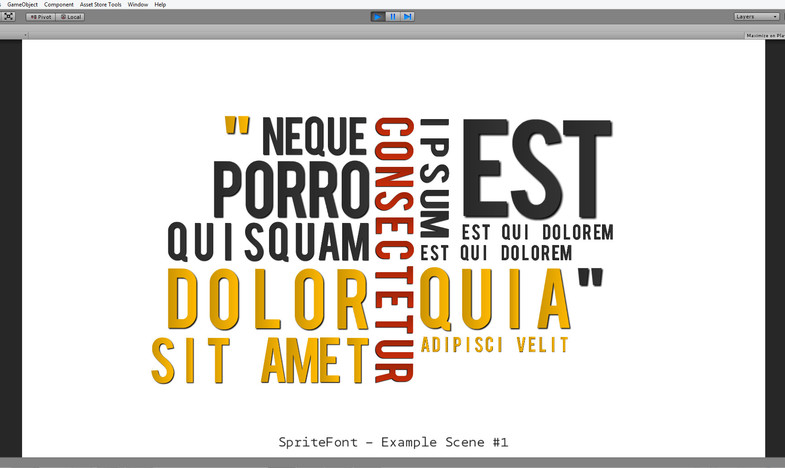 GameObject Component Asset Store Tools Window Help
Pivot Local Layers
Maximize on Pla
" NEQUE
PORRO
QUISQUAM
DOLOR
SIT AMET
CONSECTETUR
IPSUM
EST
EST QUI DOLOREM
EST QUI DOLOREM
QUIA"
ADIPISCI VELIT
SpriteFont - Example Scene #1